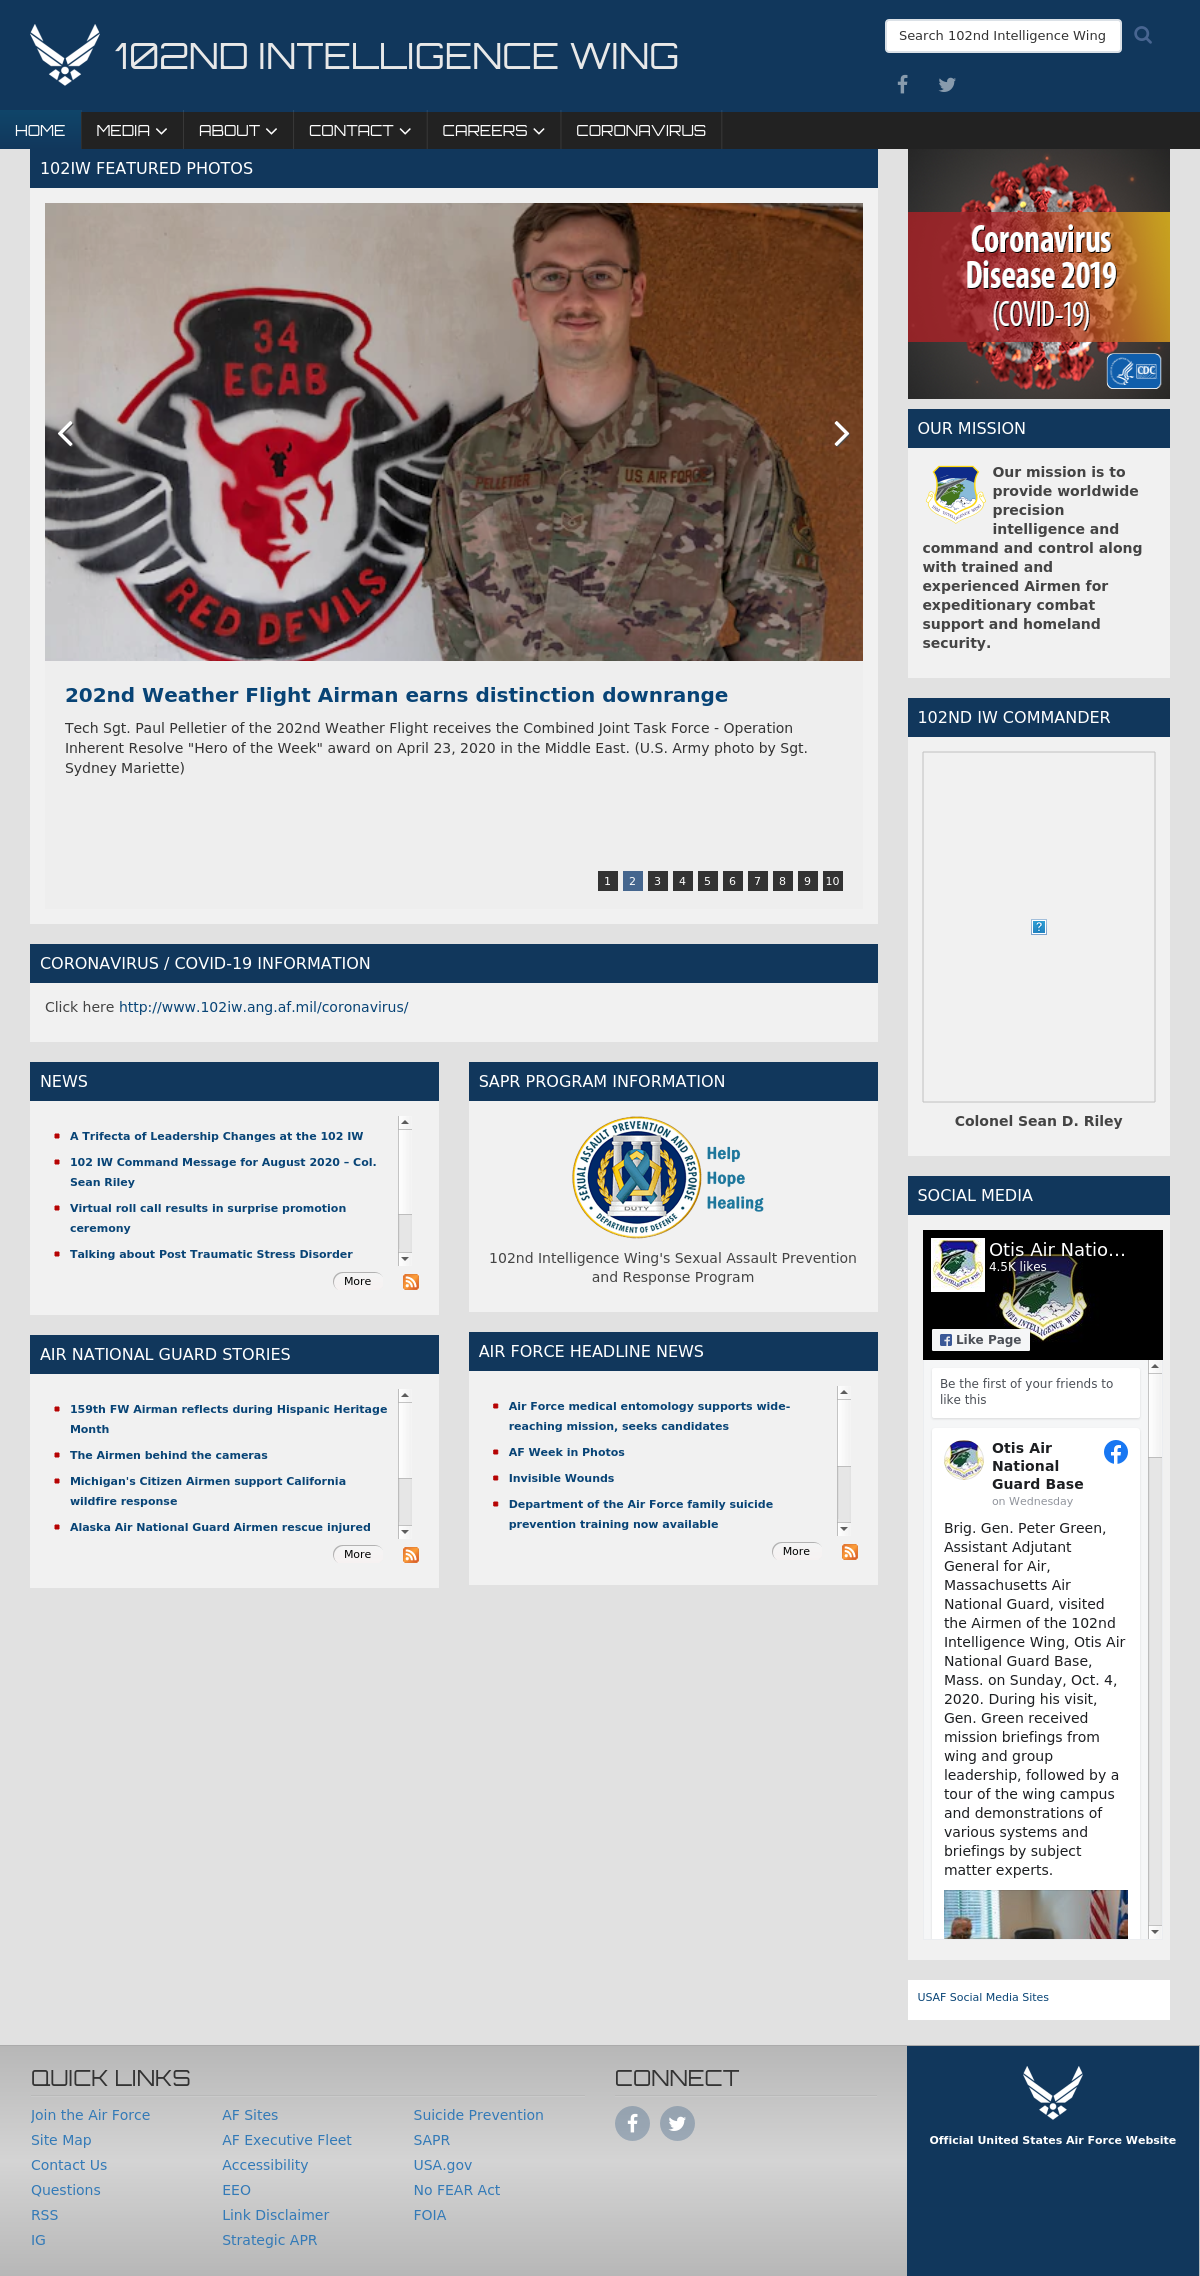 102ND INTELLIGENCE WING
Search 102nd Intelligence Wing
HOME
MEDIA
ABOUT
CONTACT
CAREERS
CORONAVIRUS
102IW FEATURED PHOTOS
34
ECAB
RED DEVILS
PELLETIER
U.S. AIR FORCE
202nd Weather Flight Airman earns distinction downrange
Tech Sgt. Paul Pelletier of the 202nd Weather Flight receives the Combined Joint Task Force - Operation
Inherent Resolve "Hero of the Week" award on April 23, 2020 in the Middle East. (U.S. Army photo by Sgt.
Sydney Mariette)
1 2 3 4 5 6 7 8 9 10
CORONAVIRUS / COVID-19 INFORMATION
Click here http://www.102iw.ang.af.mil/coronavirus/
NEWS
A Trifecta of Leadership Changes at the 102 IW
102 IW Command Message for August 2020 – Col.
Sean Riley
Virtual roll call results in surprise promotion
ceremony
Talking about Post Traumatic Stress Disorder
More
SAPR PROGRAM INFORMATION
SEXUAL ASSAULT PREVENTION AND RESPONSE
DUTY
DEPARTMENT OF DEFENSE
Help
Hope
Healing
102nd Intelligence Wing's Sexual Assault Prevention
and Response Program
AIR NATIONAL GUARD STORIES
159th FW Airman reflects during Hispanic Heritage
Month
The Airmen behind the cameras
Michigan's Citizen Airmen support California
wildfire response
Alaska Air National Guard Airmen rescue injured
More
AIR FORCE HEADLINE NEWS
Air Force medical entomology supports wide-
reaching mission, seeks candidates
AF Week in Photos
Invisible Wounds
Department of the Air Force family suicide
prevention training now available
More
Coronavirus
Disease 2019
(COVID-19)
CDC
OUR MISSION
Our mission is to
provide worldwide
precision
intelligence and
command and control along
with trained and
experienced Airmen for
expeditionary combat
support and homeland
security.
102ND IW COMMANDER
Colonel Sean D. Riley
SOCIAL MEDIA
Otis Air Natio...
4.5K likes
102D INTELLIGENCE WING
Like Page
Be the first of your friends to
like this
Otis Air
National
Guard Base
on Wednesday
Brig. Gen. Peter Green,
Assistant Adjutant
General for Air,
Massachusetts Air
National Guard, visited
the Airmen of the 102nd
Intelligence Wing, Otis Air
National Guard Base,
Mass. on Sunday, Oct. 4,
2020. During his visit,
Gen. Green received
mission briefings from
wing and group
leadership, followed by a
tour of the wing campus
and demonstrations of
various systems and
briefings by subject
matter experts.
USAF Social Media Sites
QUICK LINKS
Join the Air Force
Site Map
Contact Us
Questions
RSS
IG
AF Sites
AF Executive Fleet
Accessibility
EEO
Link Disclaimer
Strategic APR
Suicide Prevention
SAPR
USA.gov
No FEAR Act
FOIA
CONNECT
Official United States Air Force Website